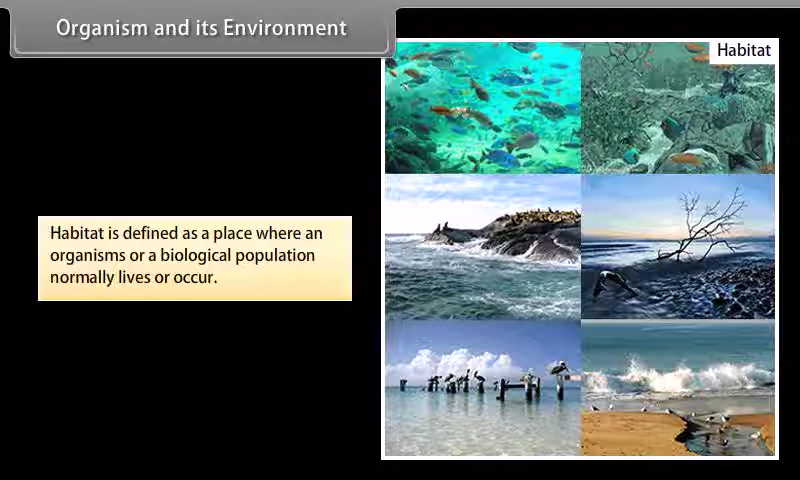 Organism and its Environment
Habitat
Habitat is defined as a place where an
organisms or a biological population
normally lives or occur.